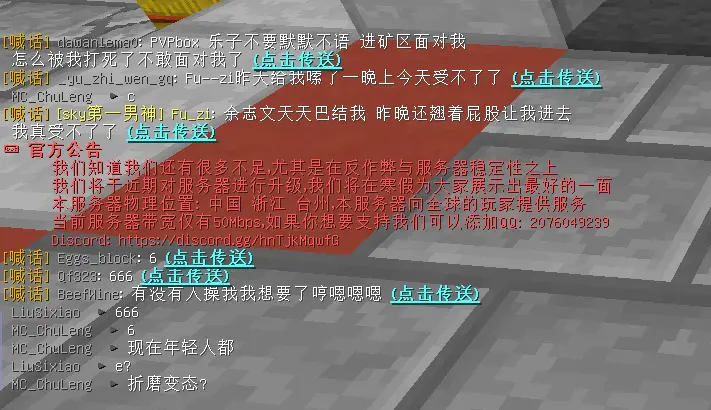 [喊话] dawanlema0: PVPbox 乐子不要默默不语 进矿区面对我
怎么被我打死了不敢面对我了 (点击传送)
[喊话] _yu_zhi_wen_gq: Fu--zi昨天给我嗦了一晚上今天受不了了 (点击传送)
MC_ChuLeng ► c
[喊话] [sky第一男神] Fu_zi: 余志文天天巴结我 昨晚还翘着屁股让我进去
我真受不了了 (点击传送)
官方公告
我们知道我们还有很多不足,尤其是在反作弊与服务器稳定性之上
我们将于近期对服务器进行升级,我们将在寒假为大家展示出最好的一面
本服务器物理位置: 中国 浙江 台州,本服务器向全球的玩家提供服务
当前服务器带宽仅有50Mbps,如果你想要支持我们可以添加QQ: 2076049239
Discord: https://discord.gg/hnTjkMqwfG
[喊话] Eggs_block: 6 (点击传送)
[喊话] Qf323: 666 (点击传送)
[喊话] BeefWine: 有没有人操我我想要了哼嗯嗯嗯 (点击传送)
LiuSixiao ► 666
MC_ChuLeng ► 6
MC_ChuLeng ► 现在年轻人都
LiuSixiao ► e?
MC_ChuLeng ► 折磨变态?